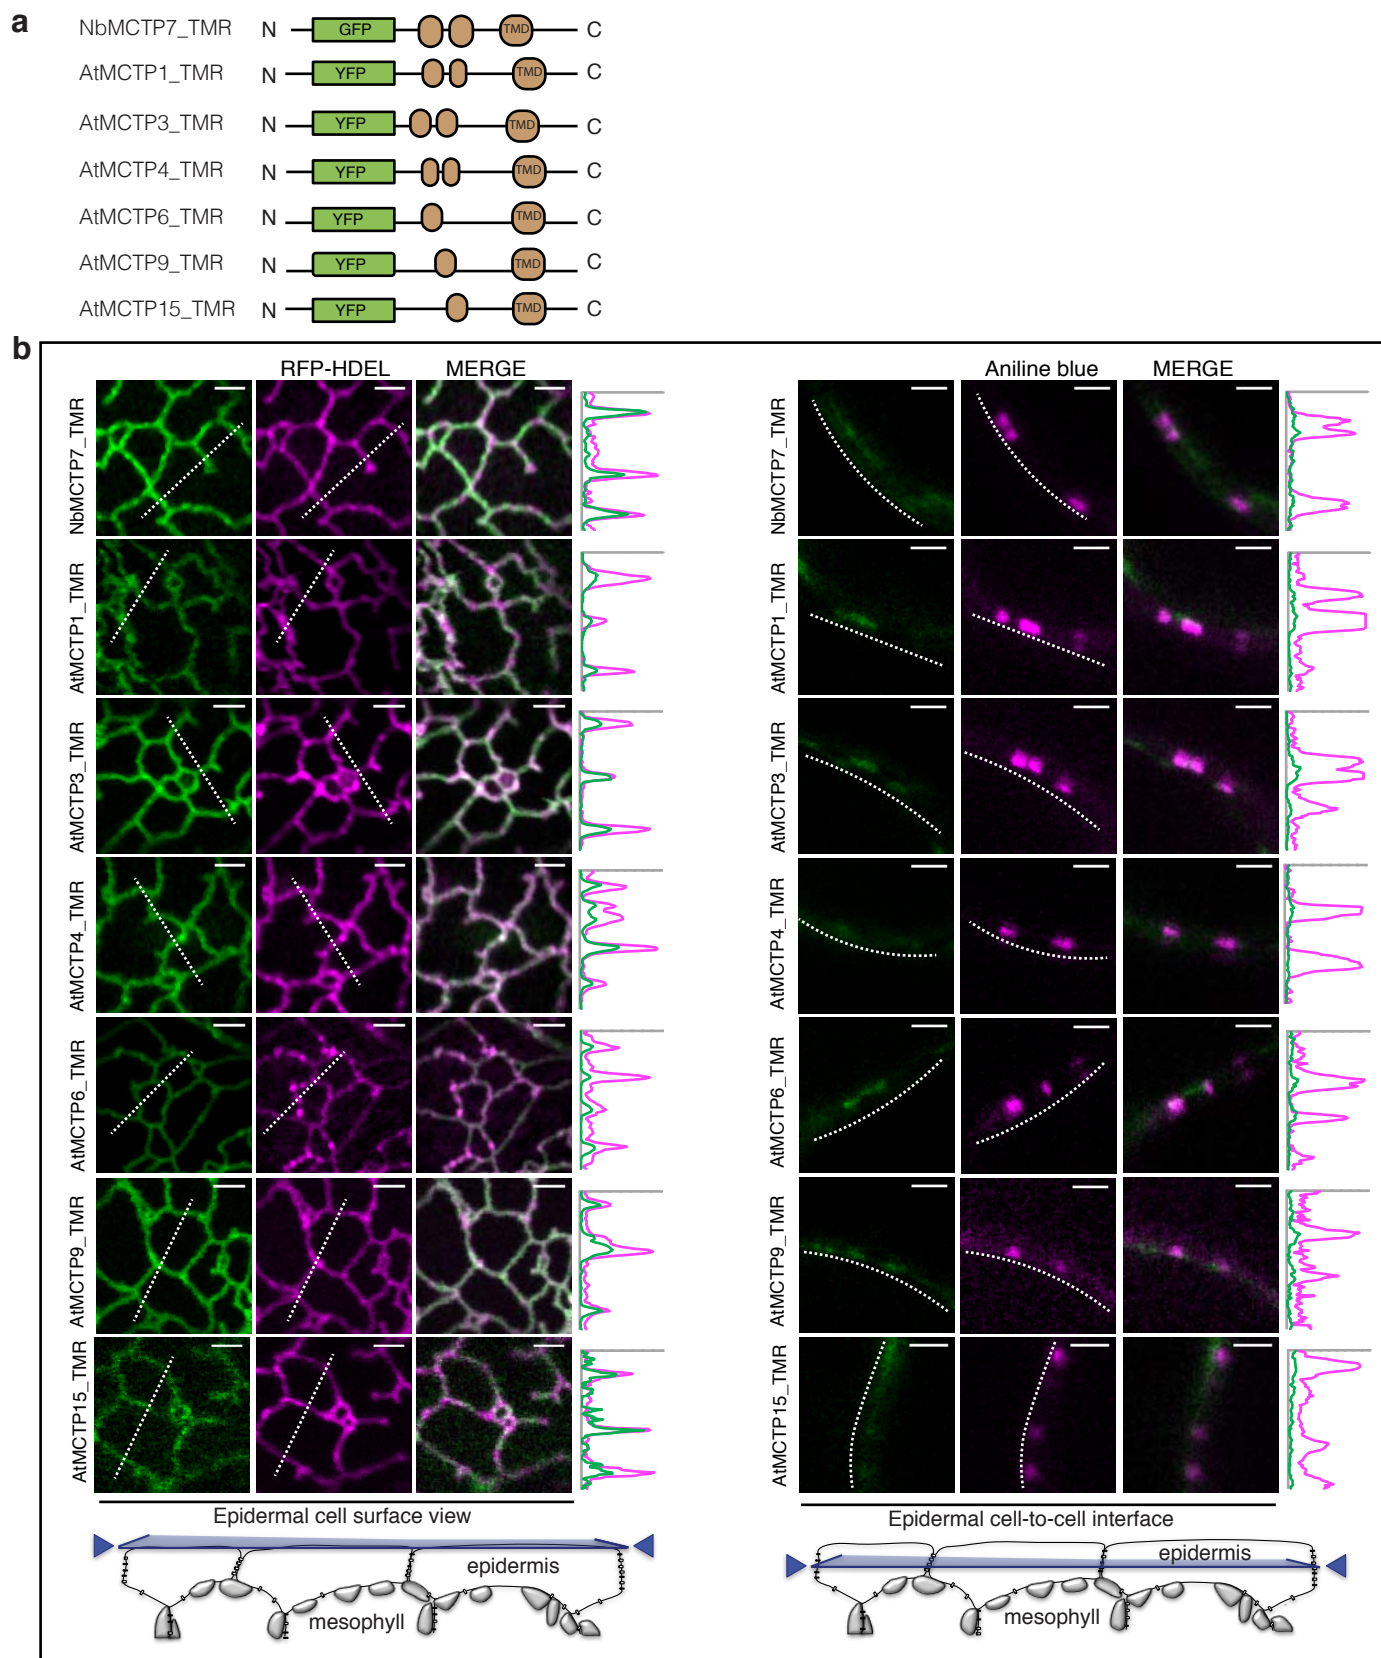 a
NbMCTP7_TMR N GFP TMD C
AtMCTP1_TMR N YFP TMD C
AtMCTP3_TMR N YFP TMD C
AtMCTP4_TMR N YFP TMD C
AtMCTP6_TMR N YFP TMD C
AtMCTP9_TMR N YFP TMD C
AtMCTP15_TMR N YFP TMD C
b
RFP-HDEL MERGE
NbMCTP7_TMR
AtMCTP1_TMR
AtMCTP3_TMR
AtMCTP4_TMR
AtMCTP6_TMR
AtMCTP9_TMR
AtMCTP15_TMR
Epidermal cell surface view
epidermis
mesophyll
Aniline blue MERGE
NbMCTP7_TMR
AtMCTP1_TMR
AtMCTP3_TMR
AtMCTP4_TMR
AtMCTP6_TMR
AtMCTP9_TMR
AtMCTP15_TMR
Epidermal cell-to-cell interface
epidermis
mesophyll